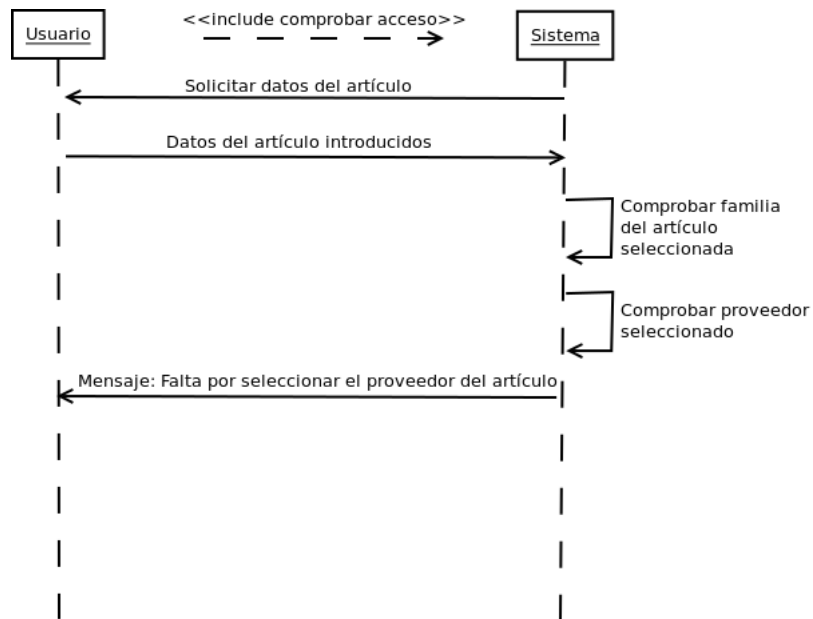 <<include comprobar acceso>>
Usuario
Sistema
Solicitar datos del artículo
Datos del artículo introducidos
Comprobar familia
del artículo
seleccionada
Comprobar proveedor
seleccionado
Mensaje: Falta por seleccionar el proveedor del artículo